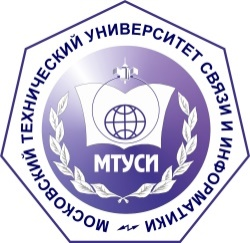 МОСКОВСКИЙ ТЕХНИЧЕСКИЙ УНИВЕРСИТЕТ СВЯЗИ И ИНФОРМАТИКИ
МТУСИ